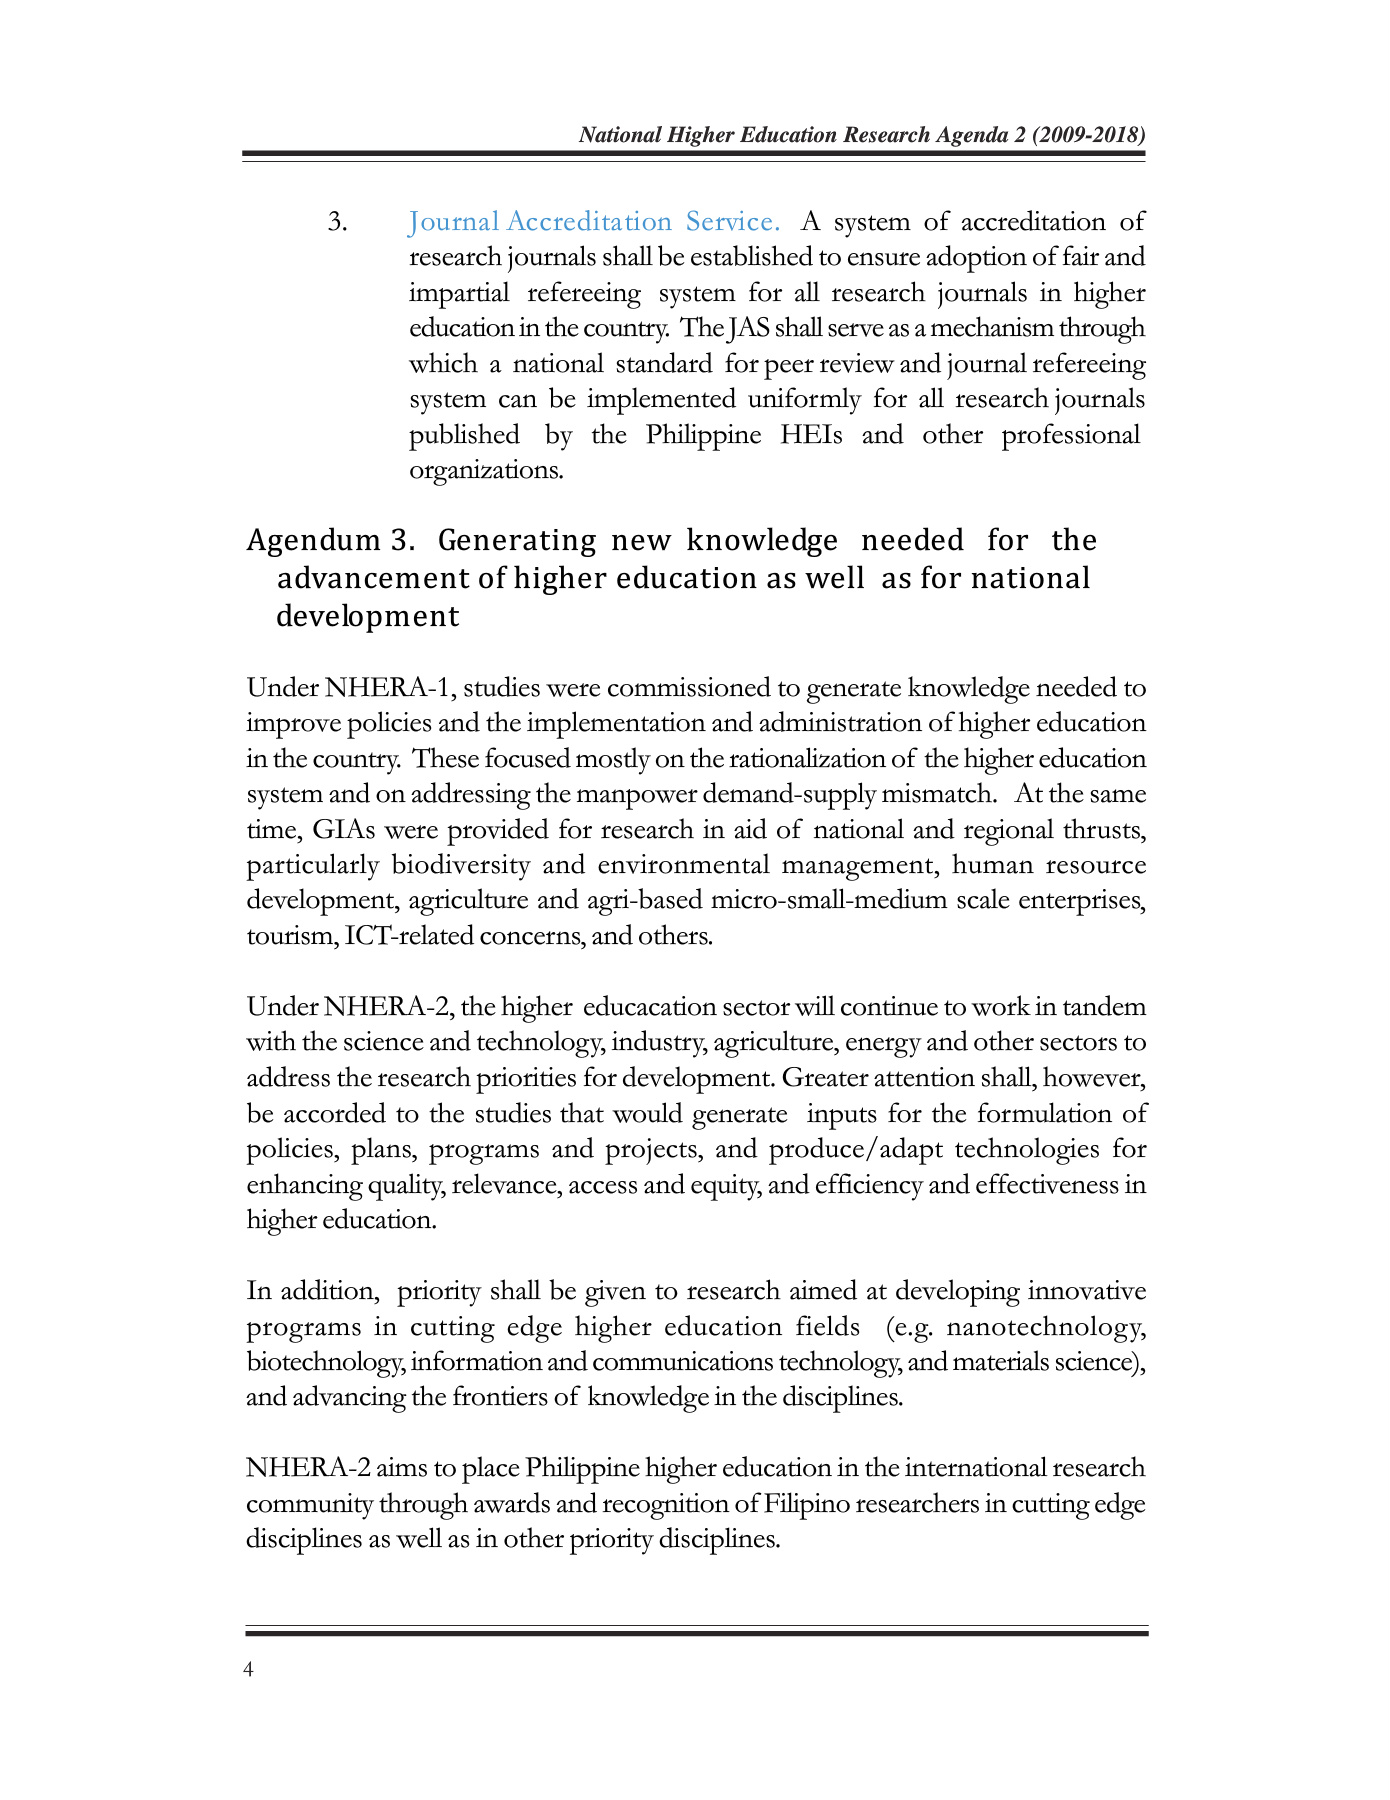 National Higher Education Research Agenda 2 (2009-2018)
3. Journal Accreditation Service. A system of accreditation of
research journals shall be established to ensure adoption of fair and
impartial refereeing system for all research journals in higher
education in the country. The JAS shall serve as a mechanism through
which a national standard for peer review and journal refereeing
system can be implemented uniformly for all research journals
published by the Philippine HEIs and other professional
organizations.
Agendum 3. Generating new knowledge needed for the
advancement of higher education as well as for national
development
Under NHERA-1, studies were commissioned to generate knowledge needed to
improve policies and the implementation and administration of higher education
in the country. These focused mostly on the rationalization of the higher education
system and on addressing the manpower demand-supply mismatch. At the same
time, GIAs were provided for research in aid of national and regional thrusts,
particularly biodiversity and environmental management, human resource
development, agriculture and agri-based micro-small-medium scale enterprises,
tourism, ICT-related concerns, and others.
Under NHERA-2, the higher educacation sector will continue to work in tandem
with the science and technology, industry, agriculture, energy and other sectors to
address the research priorities for development. Greater attention shall, however,
be accorded to the studies that would generate inputs for the formulation of
policies, plans, programs and projects, and produce/adapt technologies for
enhancing quality, relevance, access and equity, and efficiency and effectiveness in
higher education.
In addition, priority shall be given to research aimed at developing innovative
programs in cutting edge higher education fields (e.g. nanotechnology,
biotechnology, information and communications technology, and materials science),
and advancing the frontiers of knowledge in the disciplines.
NHERA-2 aims to place Philippine higher education in the international research
community through awards and recognition of Filipino researchers in cutting edge
disciplines as well as in other priority disciplines.
4